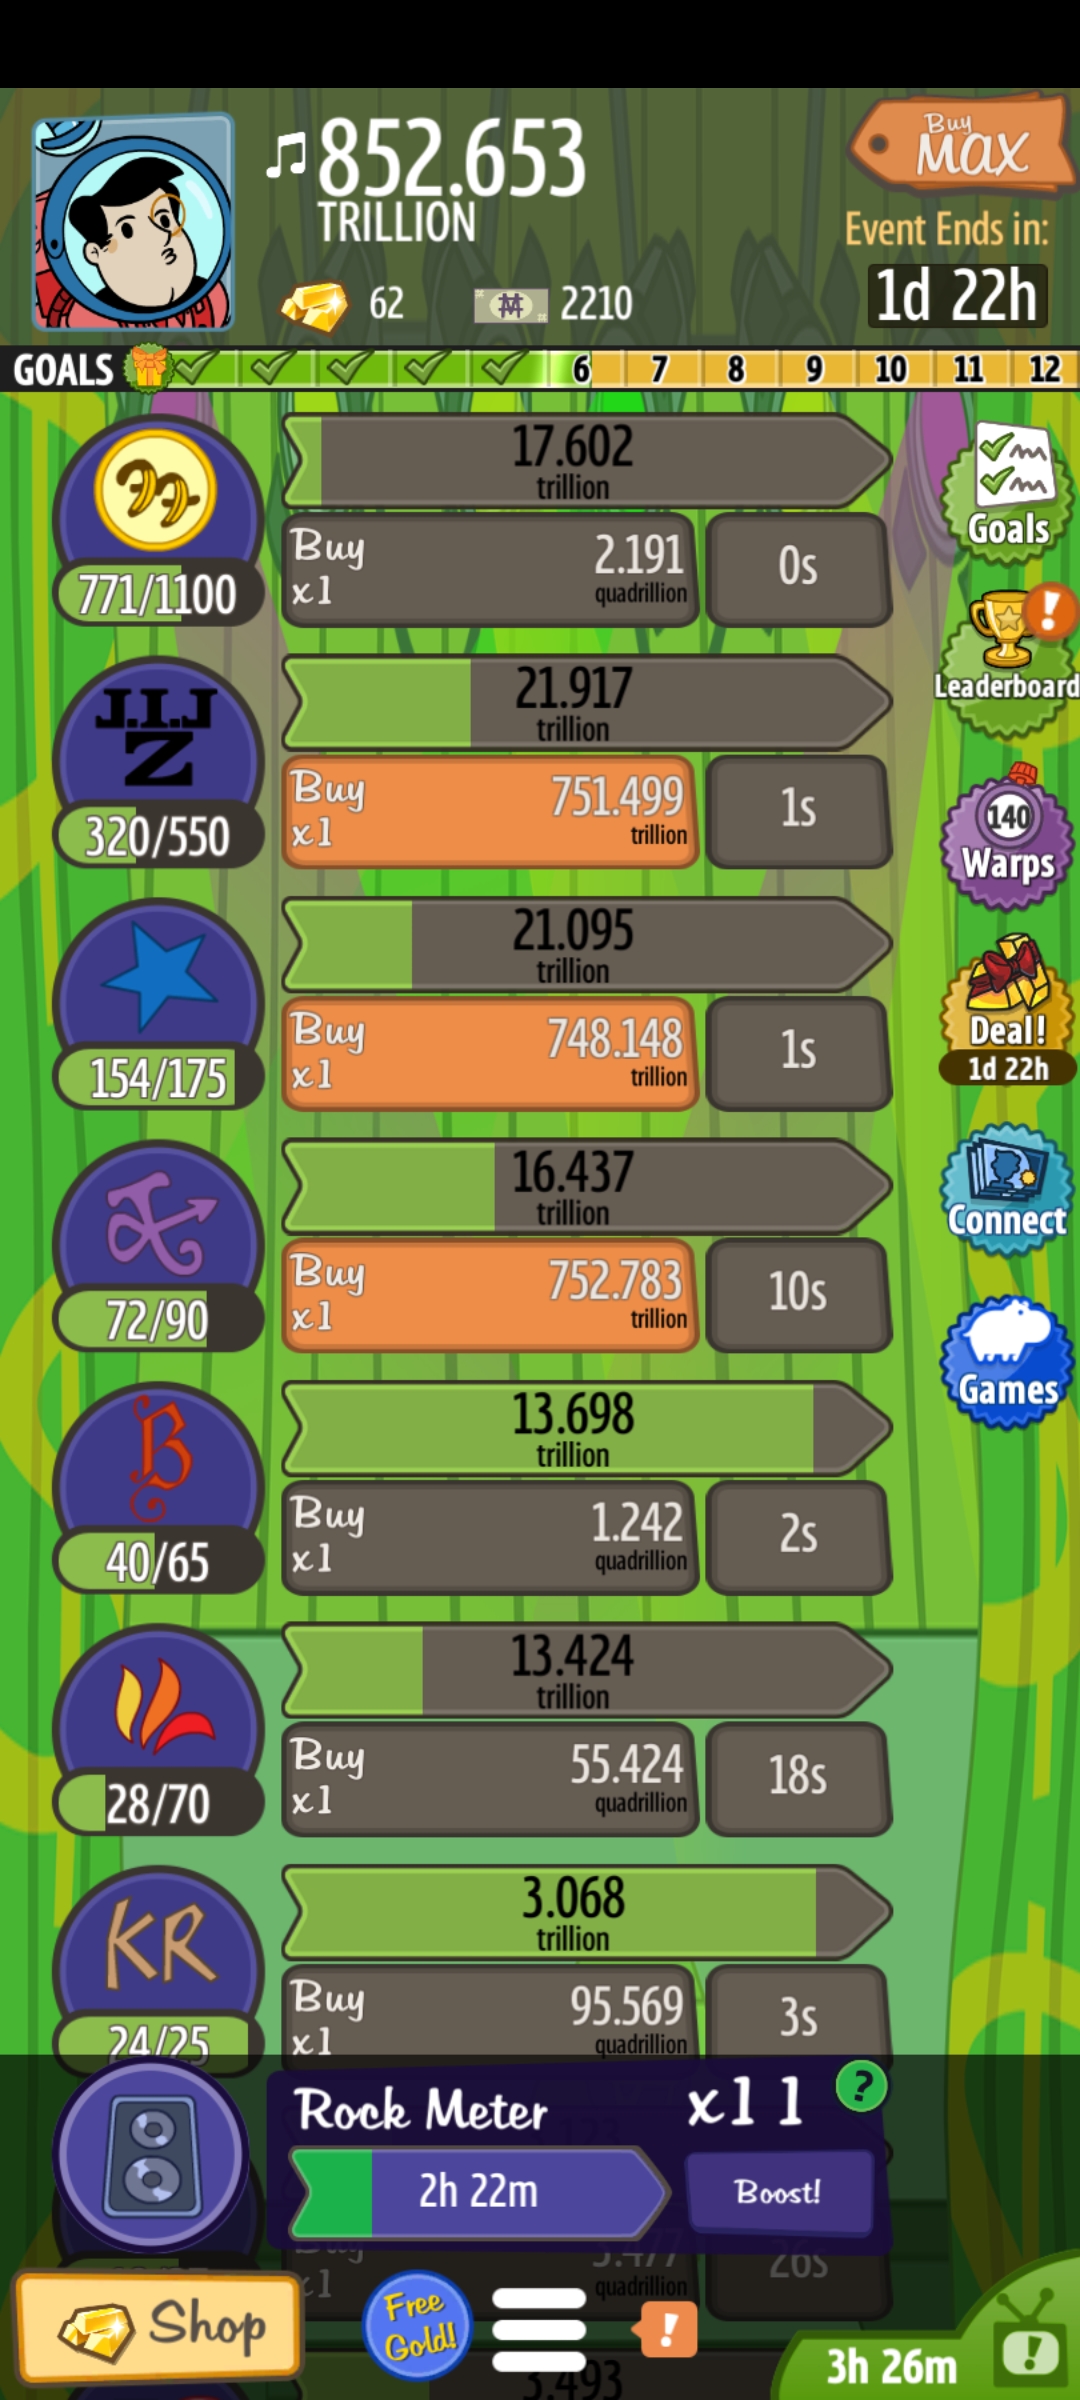 852.653
TRILLION
62
2210
Buy
MAX
Event Ends in:
1d 22h
GOALS 6 7 8 9 10 11 12
771/1100
17.602
trillion
Buy
x1
2.191
quadrillion
0s
Goals
J.I.J
Z
320/550
21.917
trillion
Buy
x1
751.499
trillion
1s
Leaderboard
140
Warps
154/175
21.095
trillion
Buy
x1
748.148
trillion
1s
Deal!
1d 22h
72/90
16.437
trillion
Buy
x1
752.783
trillion
10s
Connect
B
40/65
13.698
trillion
Buy
x1
1.242
quadrillion
2s
Games
28/70
13.424
trillion
Buy
x1
55.424
quadrillion
18s
KR
24/25
3.068
trillion
Buy
x1
95.569
quadrillion
3s
Rock Meter
x11
?
2h 22m
Boost!
Buy
x1
3.477
quadrillion
26s
Shop
Free
Gold!
!
3.493
3h 26m
!